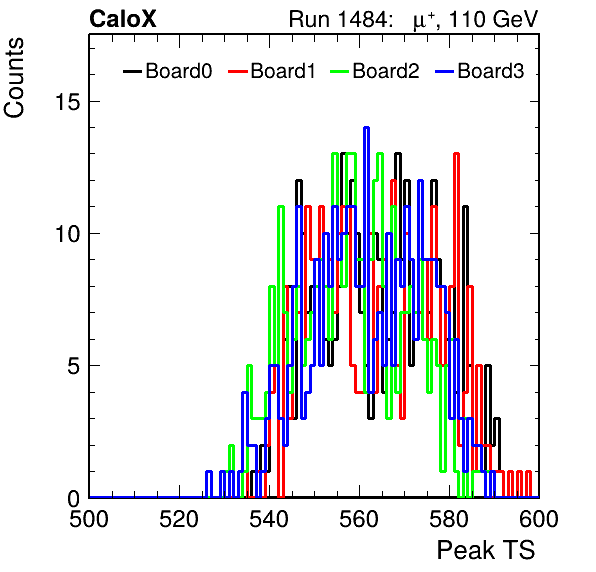 CaloX Run 1484: μ⁺, 110 GeV
Counts
Board0 Board1 Board2 Board3
15
10
5
0
500 520 540 560 580 600
Peak TS